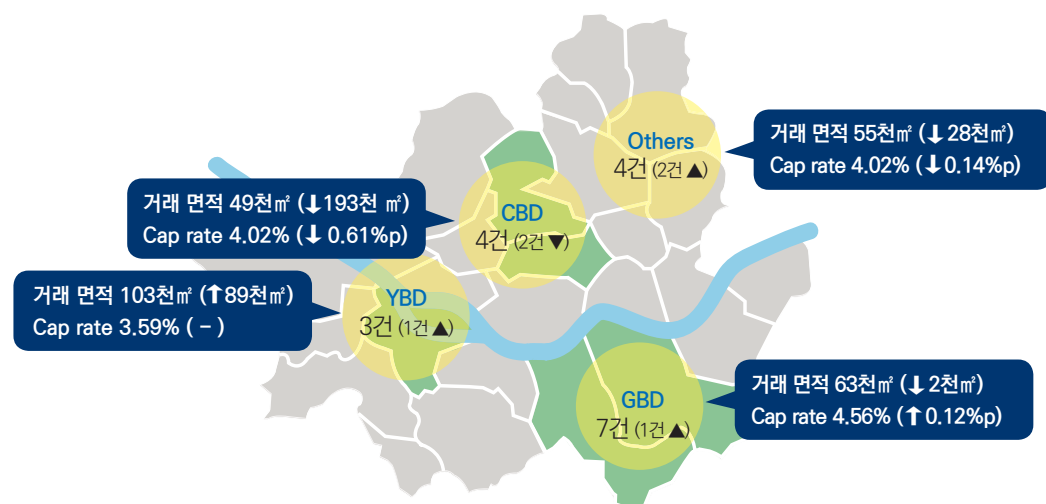 Others
4건 (2건 ▲)
거래 면적 55천㎡ (⬇ 28천㎡)
Cap rate 4.02% (⬇ 0.14%p)
CBD
4건 (2건 ▼)
거래 면적 49천㎡ (⬇193천 ㎡)
Cap rate 4.02% (⬇ 0.61%p)
YBD
3건 (1건 ▲)
거래 면적 103천㎡ (⬆89천㎡)
Cap rate 3.59% ( - )
GBD
7건 (1건 ▲)
거래 면적 63천㎡ (⬇ 2천㎡)
Cap rate 4.56% (⬆ 0.12%p)